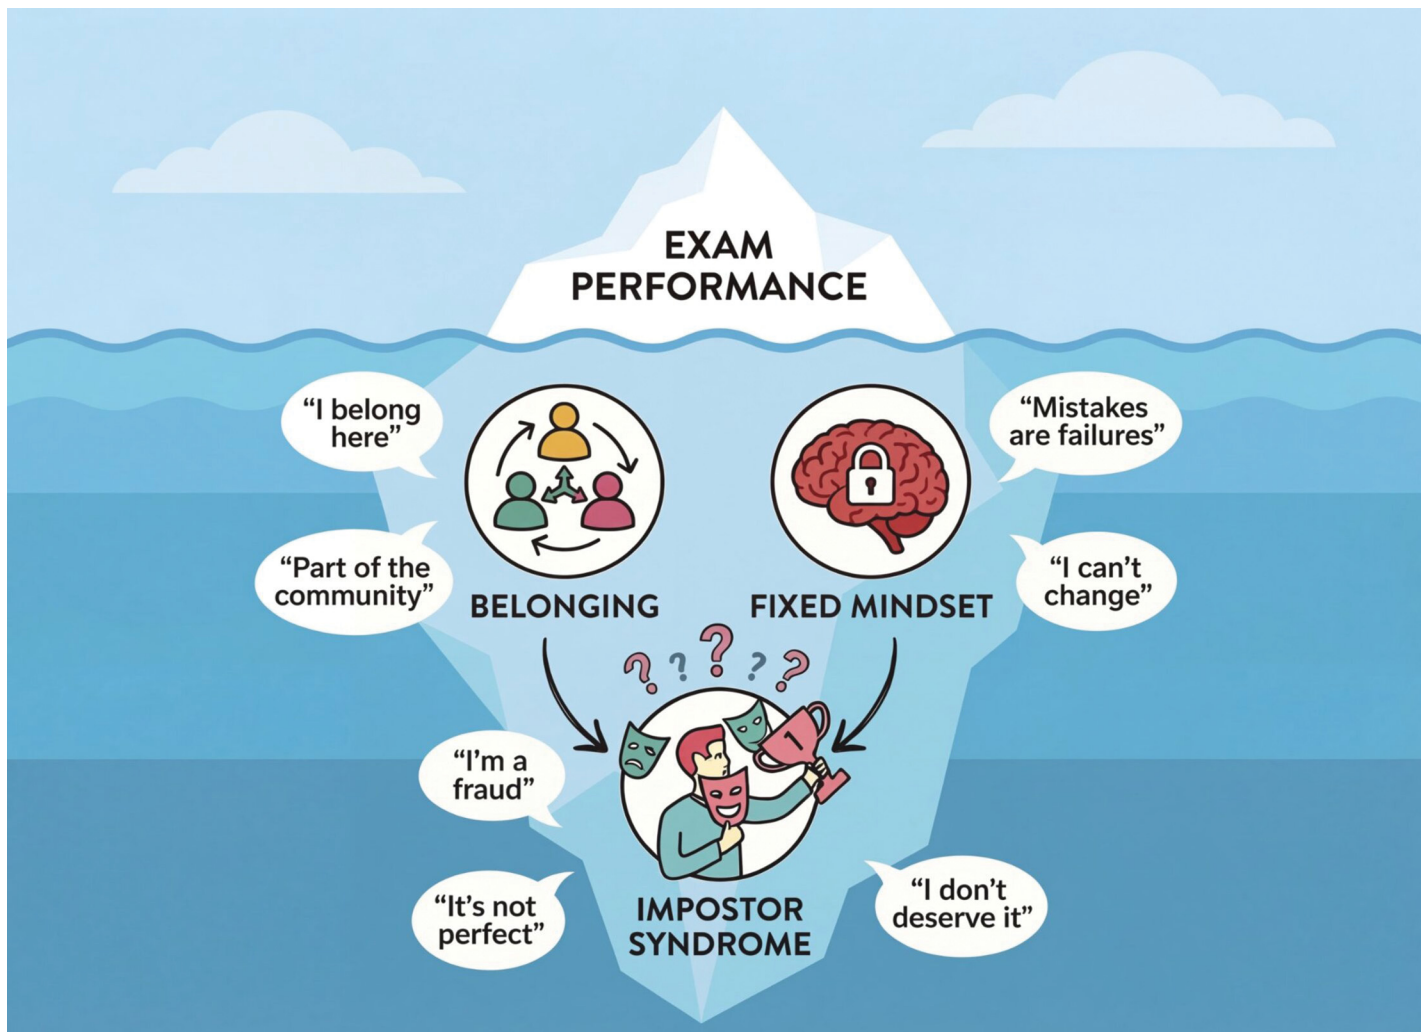 EXAM
PERFORMANCE
“I belong
here”
“Mistakes
are failures”
“Part of the
community”
“I can’t
change”
BELONGING
FIXED MINDSET
“I’m a
fraud”
1
“It’s not
perfect”
“I don’t
deserve it”
IMPOSTOR
SYNDROME